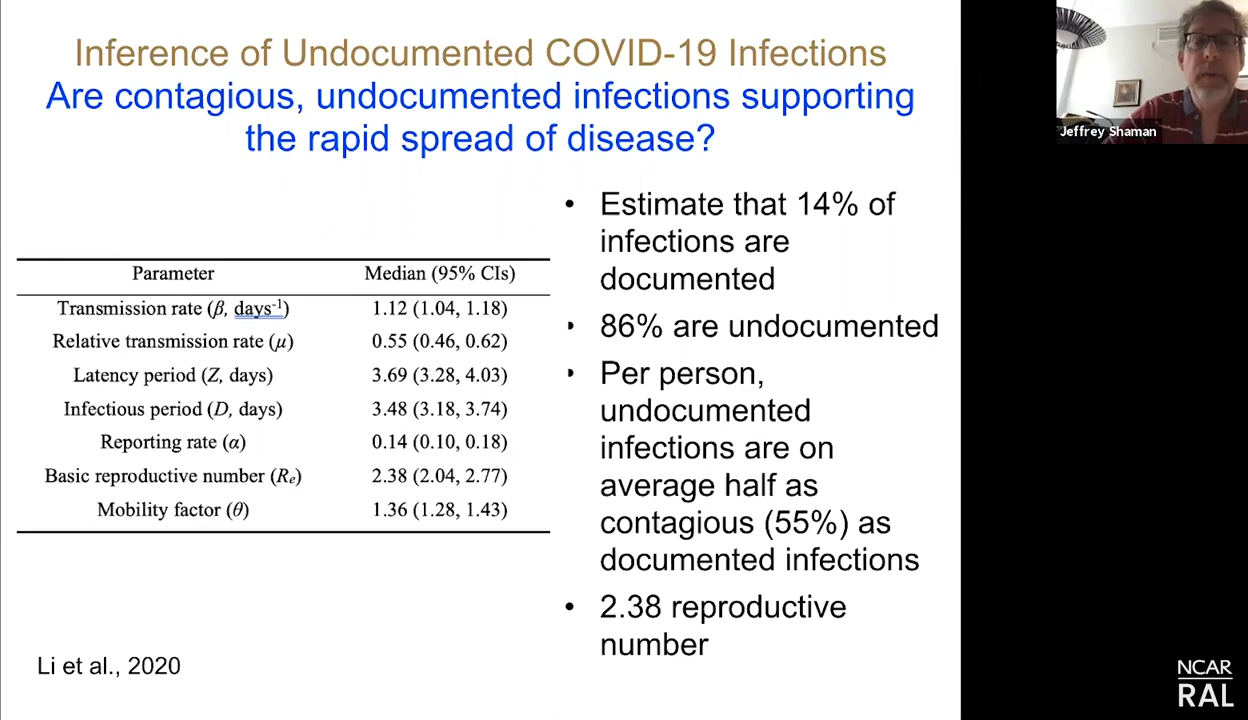 Inference of Undocumented COVID-19 Infections
Are contagious, undocumented infections supporting
the rapid spread of disease?
Parameter Median (95% CIs)
Transmission rate (β, days⁻¹) 1.12 (1.04, 1.18)
Relative transmission rate (μ) 0.55 (0.46, 0.62)
Latency period (Z, days) 3.69 (3.28, 4.03)
Infectious period (D, days) 3.48 (3.18, 3.74)
Reporting rate (α) 0.14 (0.10, 0.18)
Basic reproductive number (Rₑ) 2.38 (2.04, 2.77)
Mobility factor (θ) 1.36 (1.28, 1.43)
• Estimate that 14% of
infections are
documented
• 86% are undocumented
• Per person,
undocumented
infections are on
average half as
contagious (55%) as
documented infections
• 2.38 reproductive
number
Li et al., 2020
Jeffrey Shaman
NCAR
RAL